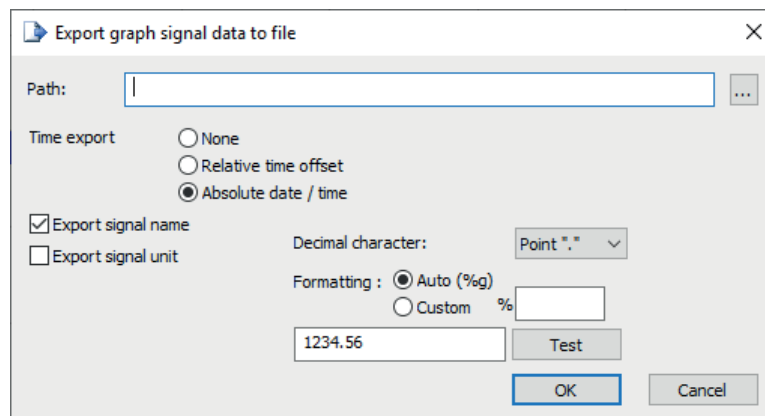 Export graph signal data to file
Path:
...
Time export
None
Relative time offset
Absolute date / time
Export signal name
Export signal unit
Decimal character:
Point "."
Formatting :
Auto (%g)
Custom
%
1234.56
Test
OK
Cancel